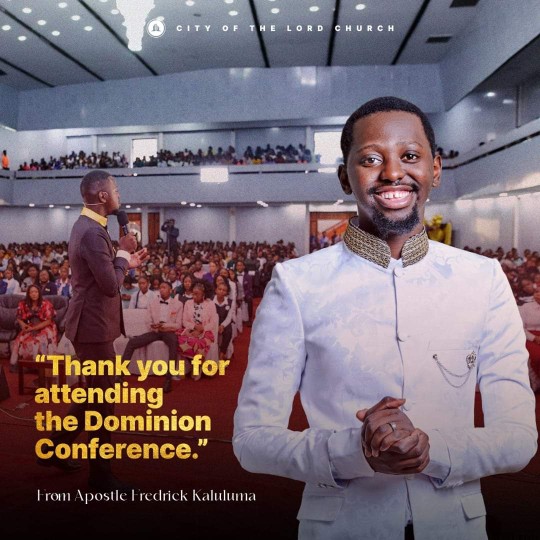 CITY OF THE LORD CHURCH
“Thank you for
attending
the Dominion
Conference.”
From Apostle Fredrick Kaluluma